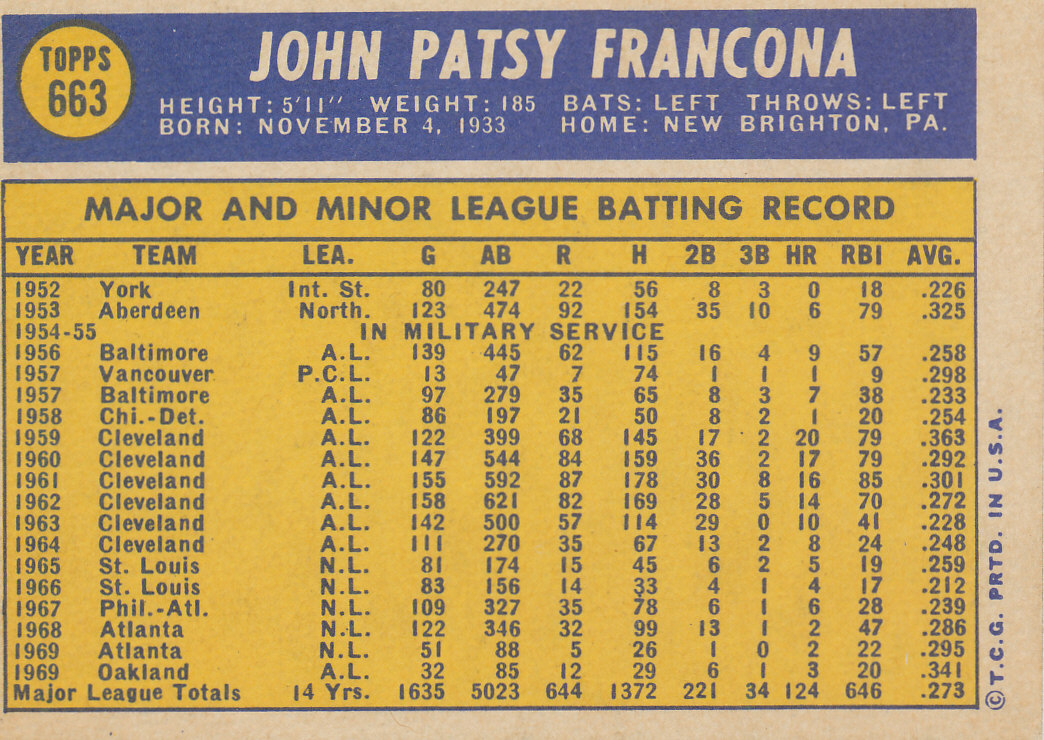 TOPPS
663
JOHN PATSY FRANCONA
HEIGHT: 5'11" WEIGHT: 185 BATS: LEFT THROWS: LEFT
BORN: NOVEMBER 4, 1933 HOME: NEW BRIGHTON, PA.
MAJOR AND MINOR LEAGUE BATTING RECORD
YEAR TEAM LEA. G AB R H 2B 3B HR RBI AVG.
1952 York Int. St. 80 247 22 56 8 3 0 18 .226
1953 Aberdeen North. 123 474 92 154 35 10 6 79 .325
1954-55 IN MILITARY SERVICE
1956 Baltimore A.L. 139 445 62 115 16 4 9 57 .258
1957 Vancouver P.C.L. 13 47 7 74 1 1 1 9 .298
1957 Baltimore A.L. 97 279 35 65 8 3 7 38 .233
1958 Chi.-Det. A.L. 86 197 21 50 8 2 1 20 .254
1959 Cleveland A.L. 122 399 68 145 17 2 20 79 .363
1960 Cleveland A.L. 147 544 84 159 36 2 17 79 .292
1961 Cleveland A.L. 155 592 87 178 30 8 16 85 .301
1962 Cleveland A.L. 158 621 82 169 28 5 14 70 .272
1963 Cleveland A.L. 142 500 57 114 29 0 10 41 .228
1964 Cleveland A.L. 111 270 35 67 13 2 8 24 .248
1965 St. Louis N.L. 81 174 15 45 6 2 5 19 .259
1966 St. Louis N.L. 83 156 14 33 4 1 4 17 .212
1967 Phil.-Atl. N.L. 109 327 35 78 6 1 6 28 .239
1968 Atlanta N.L. 122 346 32 99 13 1 2 47 .286
1969 Atlanta N.L. 51 88 5 26 1 0 2 22 .295
1969 Oakland A.L. 32 85 12 29 6 1 3 20 .341
Major League Totals 14 Yrs. 1635 5023 644 1372 221 34 124 646 .273
©T.C.G. PRTD. IN U.S.A.